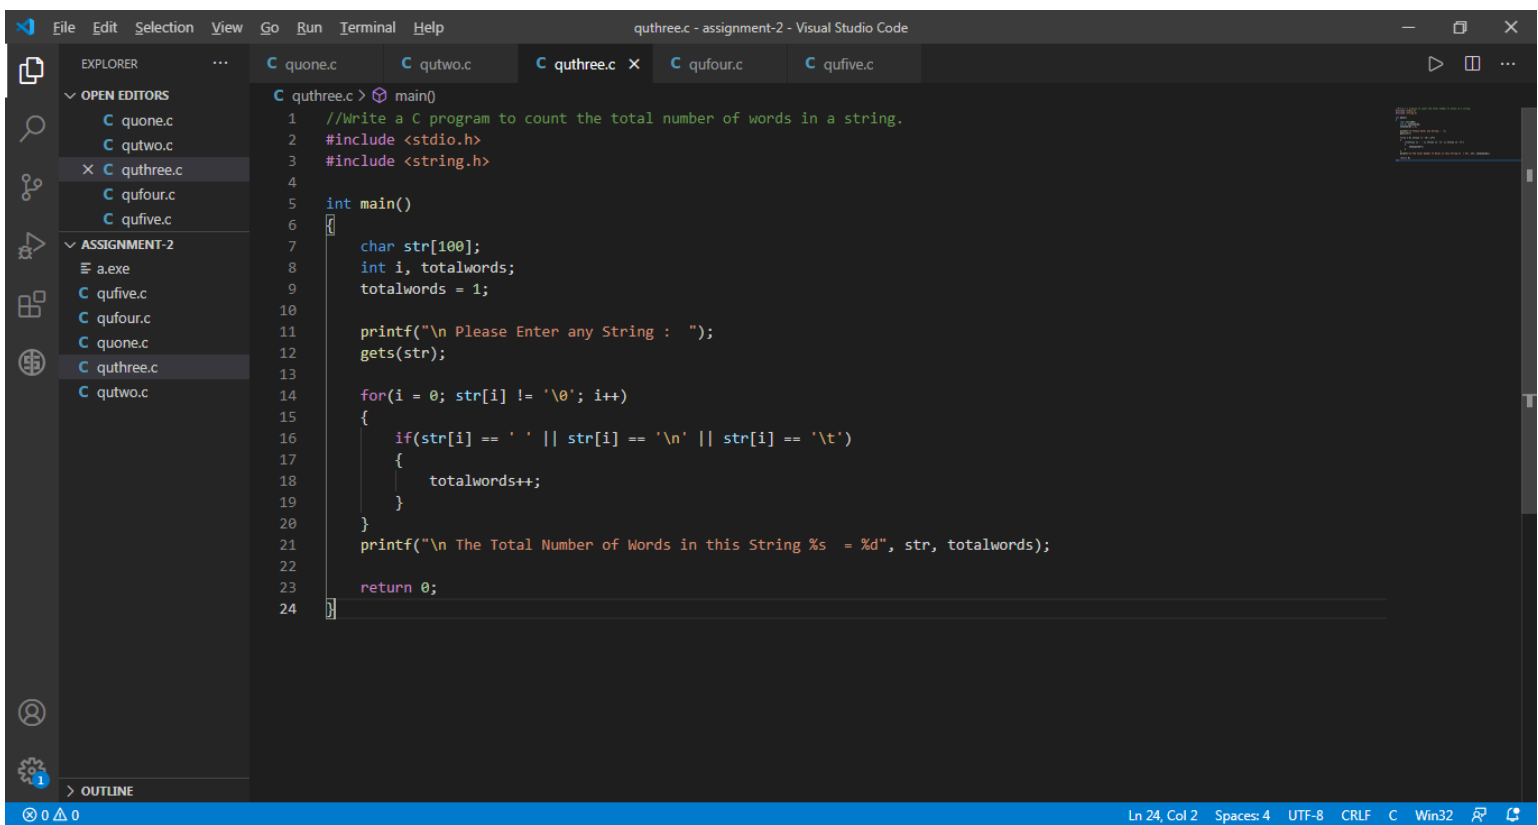 File Edit Selection View Go Run Terminal Help quthree.c - assignment-2 - Visual Studio Code
EXPLORER ...
OPEN EDITORS
C quone.c
C qutwo.c
C quthree.c
C qufour.c
C qufive.c
ASSIGNMENT-2
a.exe
C qufive.c
C qufour.c
C quone.c
C quthree.c
C qutwo.c
OUTLINE
C quone.c C qutwo.c C quthree.c C qufour.c C qufive.c
C quthree.c > main()
1 //Write a C program to count the total number of words in a string.
2 #include <stdio.h>
3 #include <string.h>
4
5 int main()
6 {
7     char str[100];
8     int i, totalwords;
9     totalwords = 1;
10
11     printf("\n Please Enter any String :  ");
12     gets(str);
13
14     for(i = 0; str[i] != '\0'; i++)
15     {
16         if(str[i] == ' ' || str[i] == '\n' || str[i] == '\t')
17         {
18             totalwords++;
19         }
20     }
21     printf("\n The Total Number of Words in this String %s  = %d", str, totalwords);
22
23     return 0;
24 }
1
0 0 Ln 24, Col 2 Spaces: 4 UTF-8 CRLF C Win32